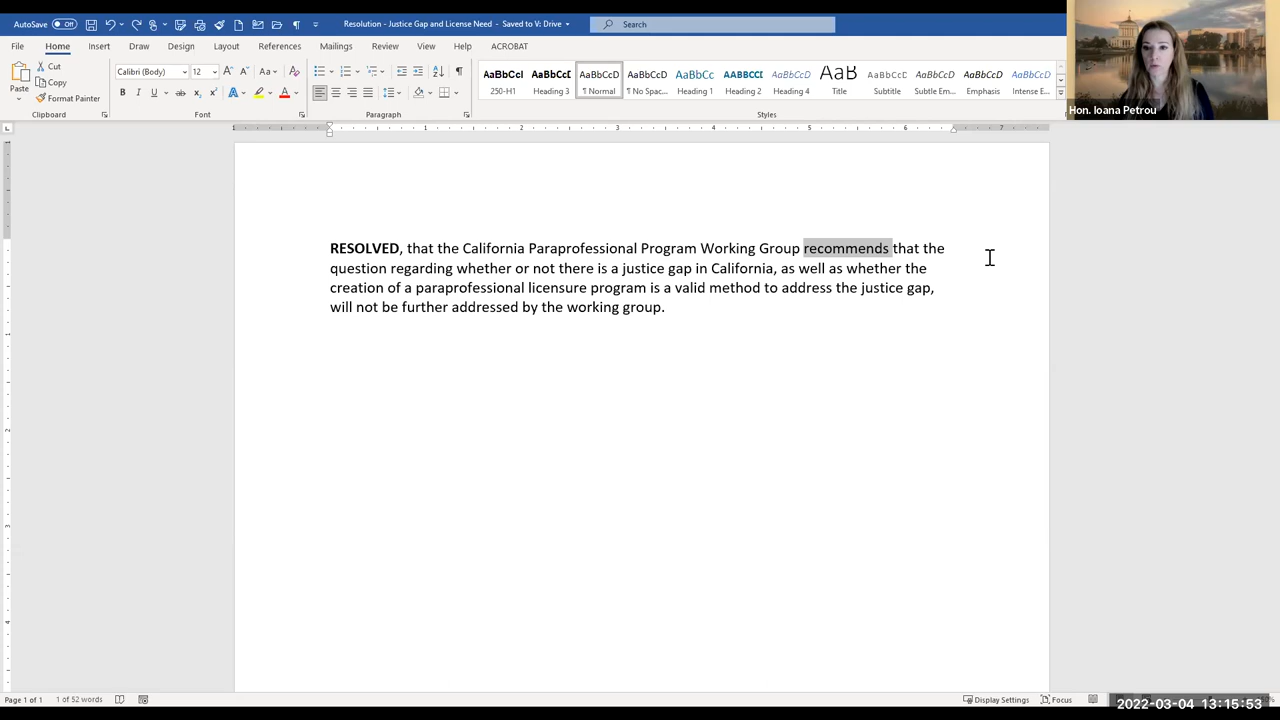 AutoSave Off Resolution - Justice Gap and License Need - Saved to V: Drive Search
File Home Insert Draw Design Layout References Mailings Review View Help ACROBAT
Paste Cut Copy Format Painter
Clipboard
Calibri (Body) 12
Font
Paragraph
AaBbCcI AaBbCcD AaBbCcD AaBbCcD AaBbCc AABBCC AaBbCcD AaB AaBbCcD AaBbCcD AaBbCcD AaBbCcD
250-H1 Heading 3 ¶ Normal ¶ No Spac... Heading 1 Heading 2 Heading 4 Title Subtitle Subtle Em... Emphasis Intense E...
Styles
Hon. Ioana Petrou
RESOLVED, that the California Paraprofessional Program Working Group recommends that the
question regarding whether or not there is a justice gap in California, as well as whether the
creation of a paraprofessional licensure program is a valid method to address the justice gap,
will not be further addressed by the working group.
Page 1 of 1 1 of 52 words Display Settings Focus
2022-03-04 13:15:53